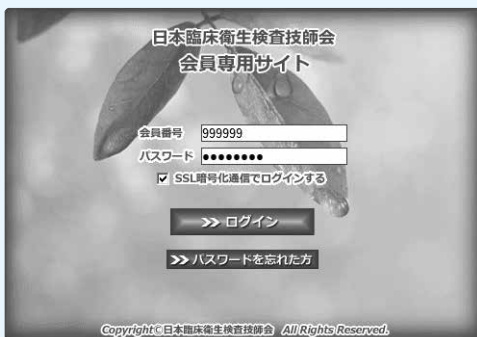 日本臨床衛生検査技師会
会員専用サイト
会員番号 999999
パスワード ●●●●●●●●
SSL暗号化通信でログインする
>> ログイン
>> パスワードを忘れた方
Copyright© 日本臨床衛生検査技師会 All Rights Reserved.